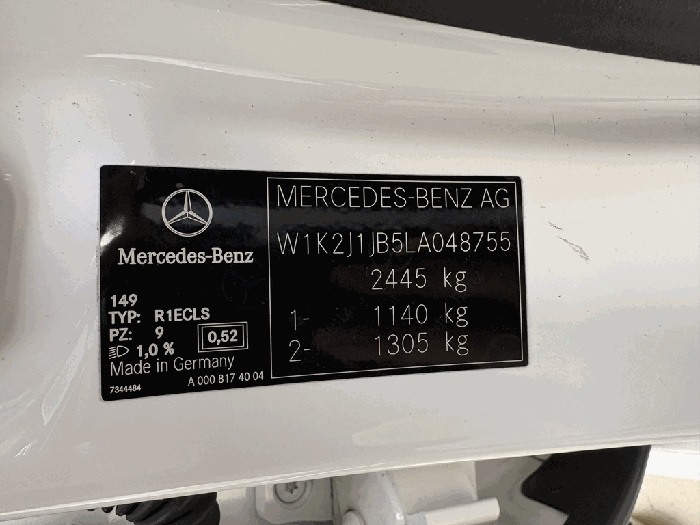 MERCEDES-BENZ AG
W1K2J1JB5LA048755
2445 kg
1- 1140 kg
2- 1305 kg
Mercedes-Benz
149
TYP: R1ECLS
PZ: 9
0,52
1,0 %
Made in Germany
7344484
A 000 817 40 04